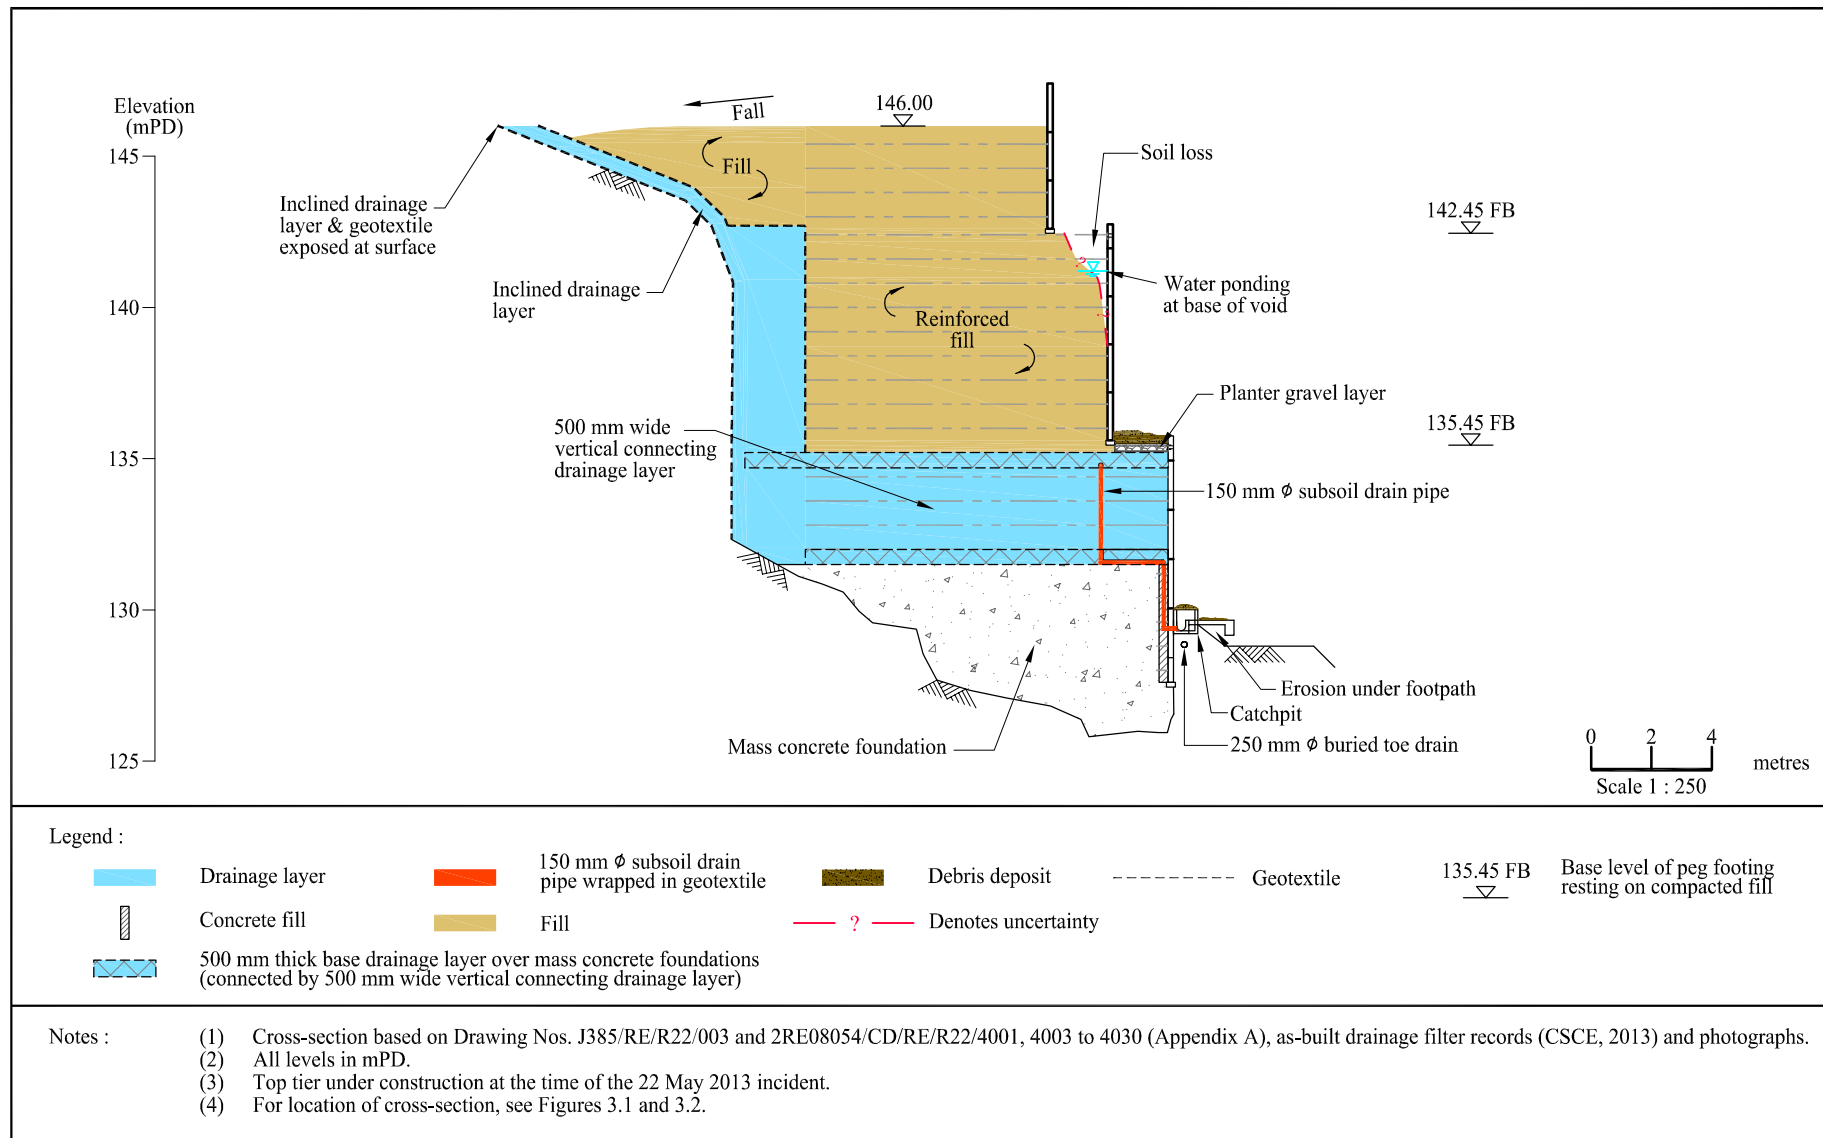 Elevation
(mPD)
145
140
135
130
125
Fall
146.00
Fill
Soil loss
142.45 FB
Inclined drainage
layer & geotextile
exposed at surface
Inclined drainage
layer
Water ponding
at base of void
?
?
Reinforced
fill
Planter gravel layer
135.45 FB
500 mm wide
vertical connecting
drainage layer
150 mm ϕ subsoil drain pipe
Erosion under footpath
Catchpit
Mass concrete foundation
250 mm ϕ buried toe drain
0 2 4
metres
Scale 1 : 250
Legend :
Drainage layer
150 mm ϕ subsoil drain
pipe wrapped in geotextile
Debris deposit
Geotextile
135.45 FB
Base level of peg footing
resting on compacted fill
Concrete fill
Fill
?
Denotes uncertainty
500 mm thick base drainage layer over mass concrete foundations
(connected by 500 mm wide vertical connecting drainage layer)
Notes :
(1) Cross-section based on Drawing Nos. J385/RE/R22/003 and 2RE08054/CD/RE/R22/4001, 4003 to 4030 (Appendix A), as-built drainage filter records (CSCE, 2013) and photographs.
(2) All levels in mPD.
(3) Top tier under construction at the time of the 22 May 2013 incident.
(4) For location of cross-section, see Figures 3.1 and 3.2.